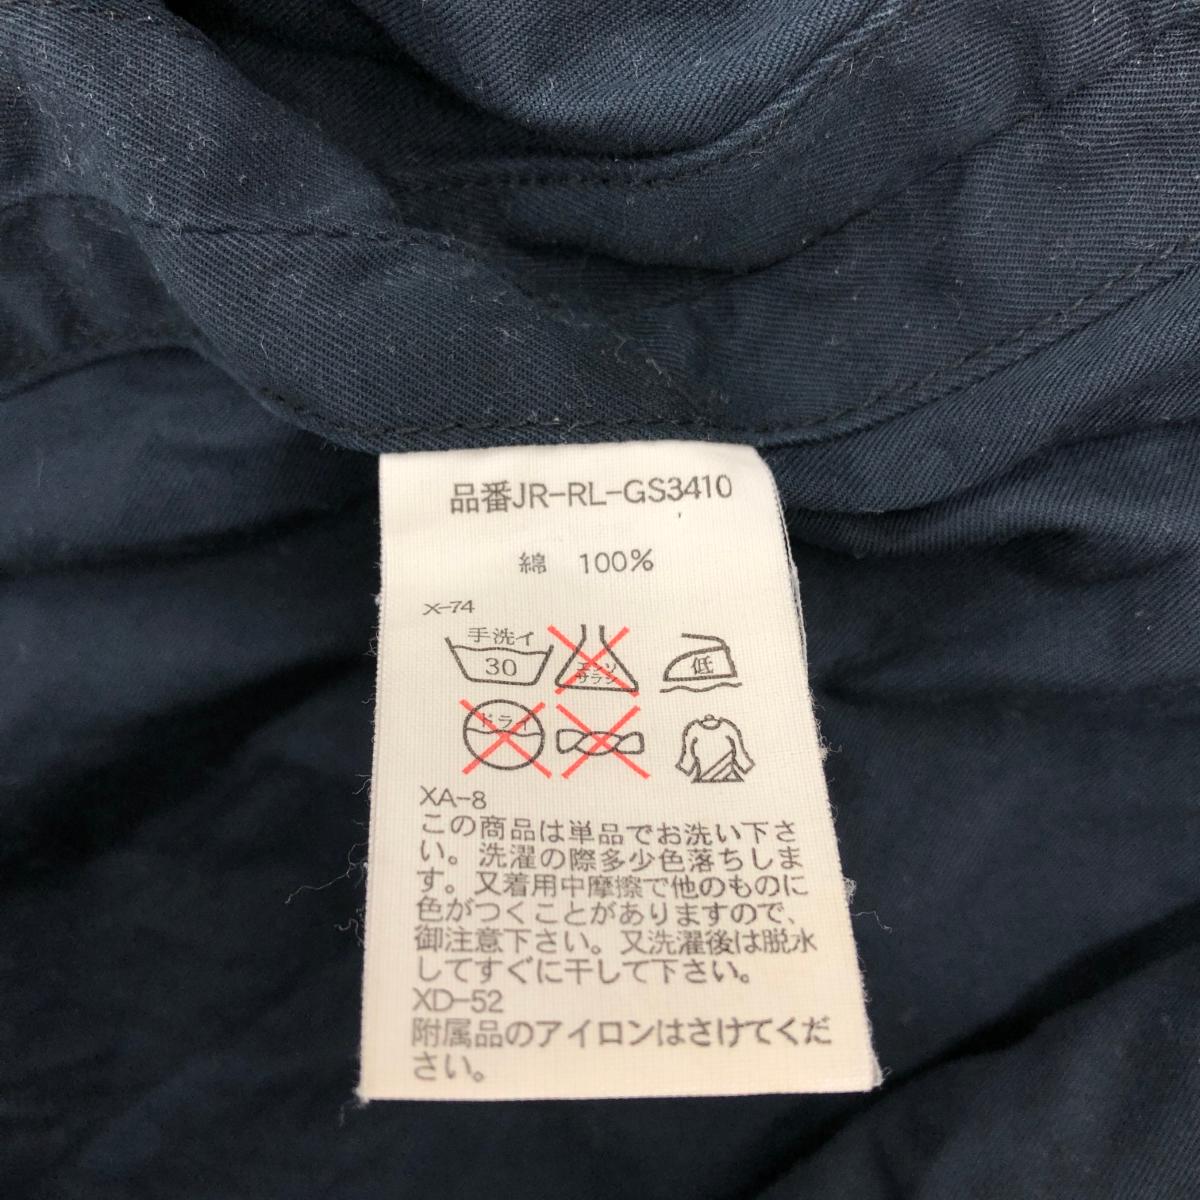 品番JR-RL-GS3410
綿 100%
X-74
手洗イ
30
エンソ
サラシ
低
ドライ
XA-8
この商品は単品でお洗い下さ
い。洗濯の際多少色落ちしま
す。又着用中摩擦で他のものに
色がつくことがありますので、
御注意下さい。又洗濯後は脱水
してすぐに干して下さい。
XD-52
附属品のアイロンはさけてくだ
さい。